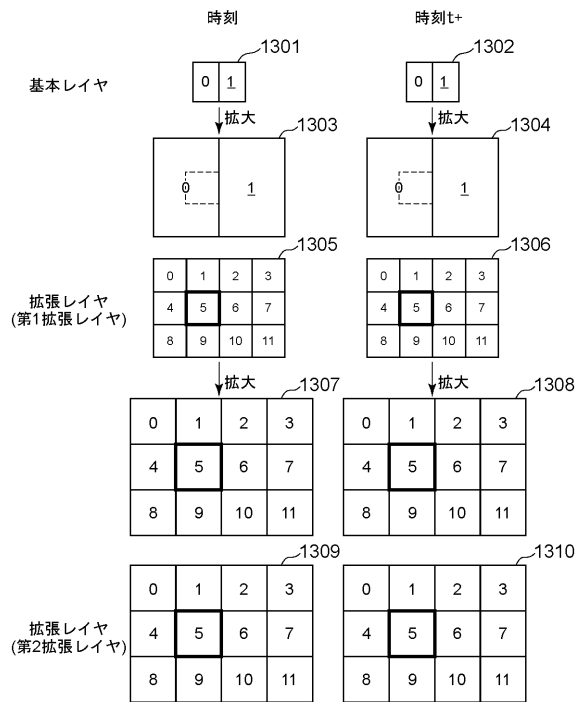 時刻 時刻t+
1301 1302
基本レイヤ 0 1 0 1
拡大 拡大
1303 1304
0 1 0 1
1305 1306
0 1 2 3 0 1 2 3
拡張レイヤ
(第1拡張レイヤ)
4 5 6 7 4 5 6 7
8 9 10 11 8 9 10 11
拡大 拡大
1307 1308
0 1 2 3 0 1 2 3
4 5 6 7 4 5 6 7
8 9 10 11 8 9 10 11
1309 1310
0 1 2 3 0 1 2 3
拡張レイヤ
(第2拡張レイヤ)
4 5 6 7 4 5 6 7
8 9 10 11 8 9 10 11